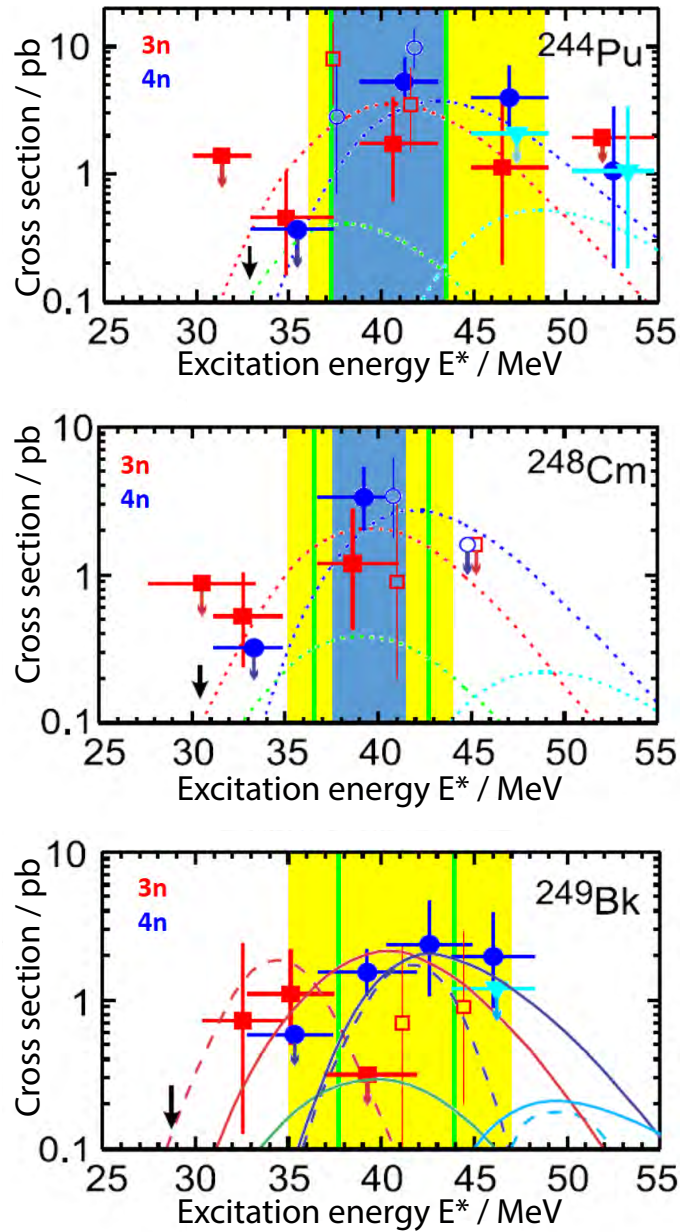 10
1
0.1
3n
4n
²⁴⁴Pu
Cross section / pb
25 30 35 40 45 50 55
Excitation energy E* / MeV
10
1
0.1
3n
4n
²⁴⁸Cm
Cross section / pb
25 30 35 40 45 50 55
Excitation energy E* / MeV
10
1
0.1
3n
4n
²⁴⁹Bk
Cross section / pb
25 30 35 40 45 50 55
Excitation energy E* / MeV